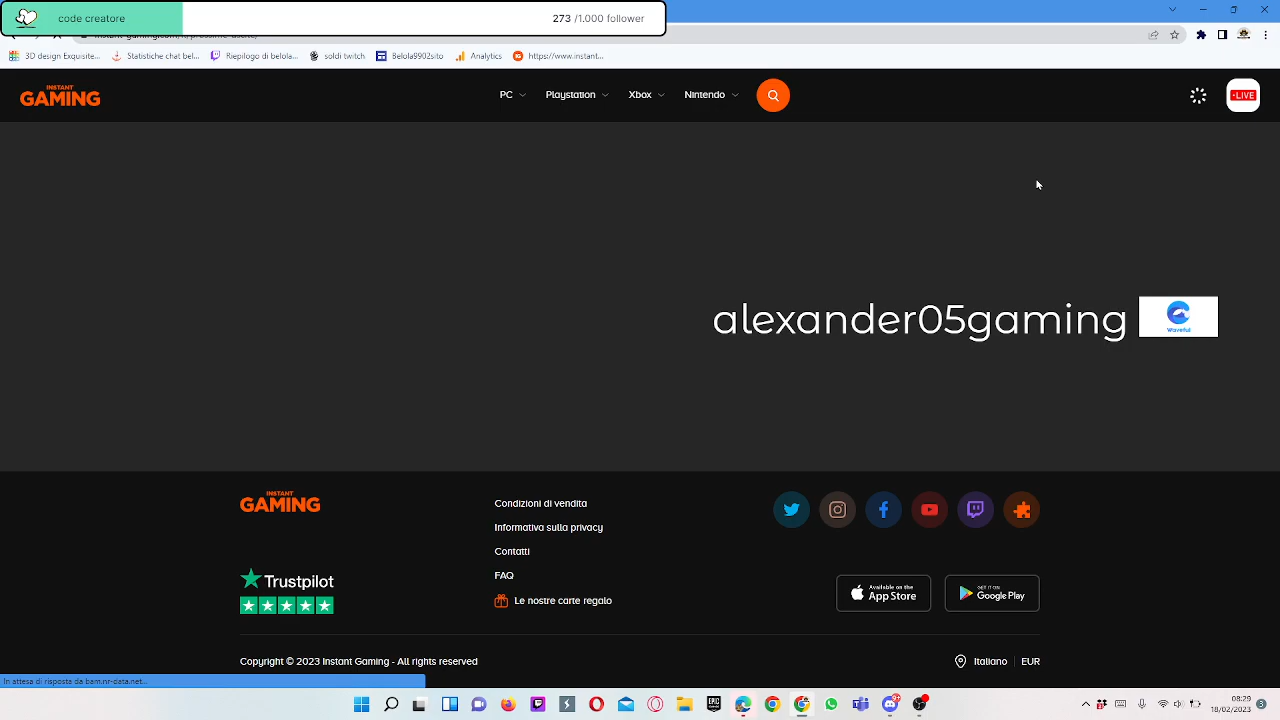 code creatore
273 /1.000 follower
3D design Exquisite...
Statistiche chat bel...
Riepilogo di belola...
soldi twitch
Belola9902sito
Analytics
https://www.instant...
INSTANT GAMING
PC
Playstation
Xbox
Nintendo
LIVE
alexander05gaming
Waveful
INSTANT GAMING
Condizioni di vendita
Informativa sulla privacy
Contatti
FAQ
Le nostre carte regalo
Trustpilot
Available on the App Store
GET IT ON Google Play
Copyright © 2023 Instant Gaming - All rights reserved
Italiano
EUR
In attesa di risposta da bam.nr-data.net...
EPIC
08:29
18/02/2023